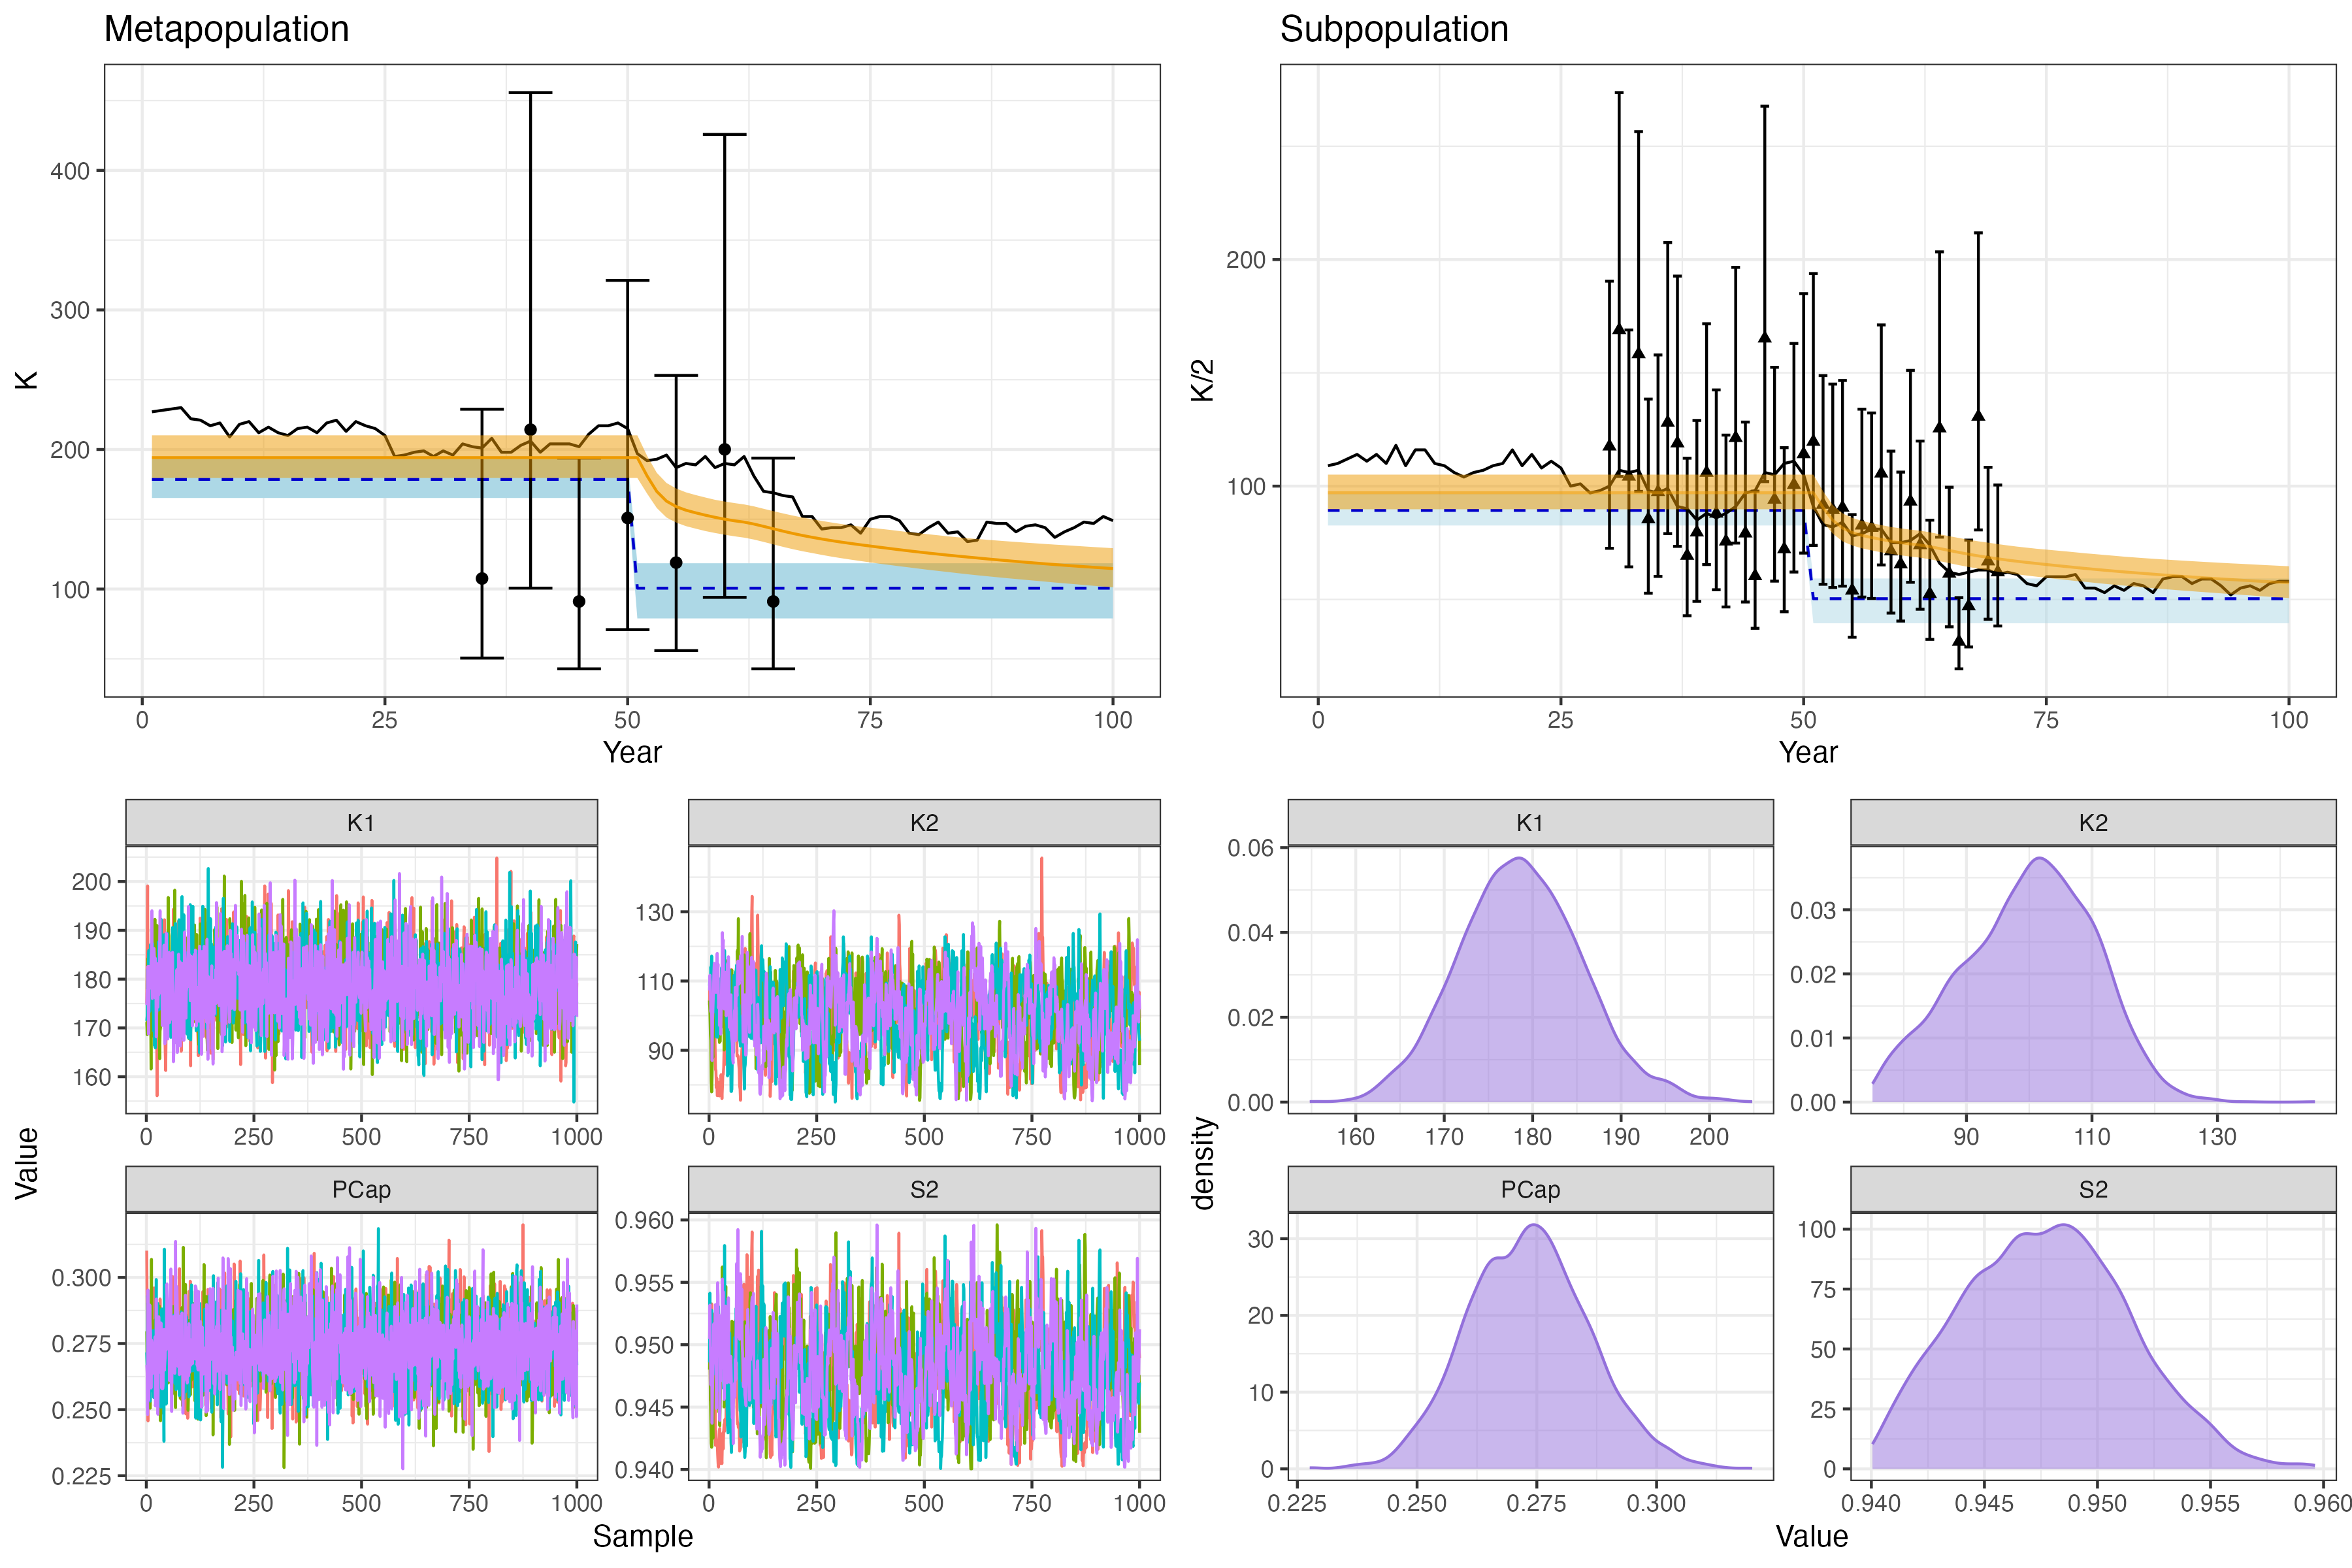 Metapopulation
Subpopulation
K
400
300
200
100
0 25 50 75 100
Year
K/2
200
100
0 25 50 75 100
Year
K1
K2
200
190
180
170
160
0 250 500 750 1000
130
110
90
0 250 500 750 1000
PCap
S2
0.300
0.275
0.250
0.225
0 250 500 750 1000
0.960
0.955
0.950
0.945
0.940
0 250 500 750 1000
Value
Sample
K1
K2
0.06
0.04
0.02
0.00
160 170 180 190 200
0.03
0.02
0.01
0.00
90 110 130
PCap
S2
30
20
10
0
0.225 0.250 0.275 0.300
100
75
50
25
0
0.940 0.945 0.950 0.955 0.960
density
Value